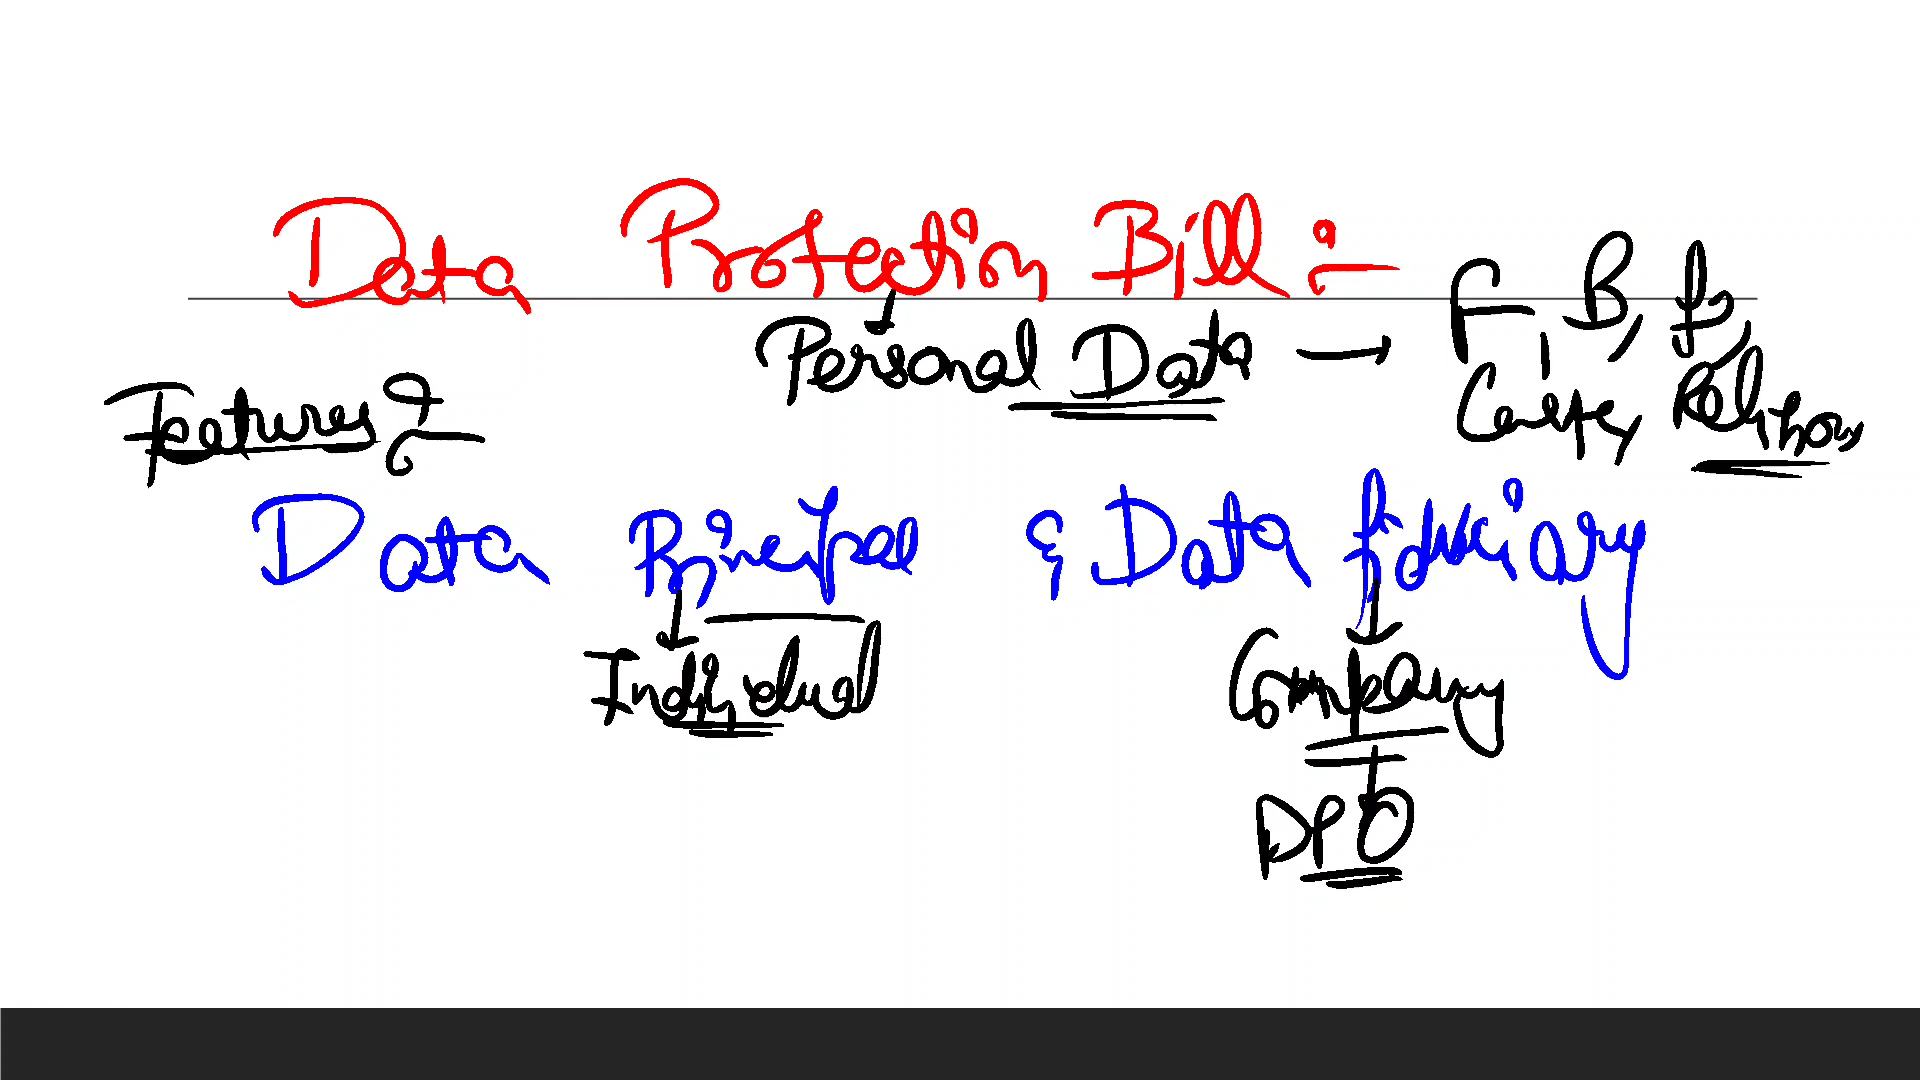 Data Protection Bill :-
Personal Data → F, B, P,
Caste, Religion
Features :-
Data Principal & Data fiduciary
Individual
Company
DPO